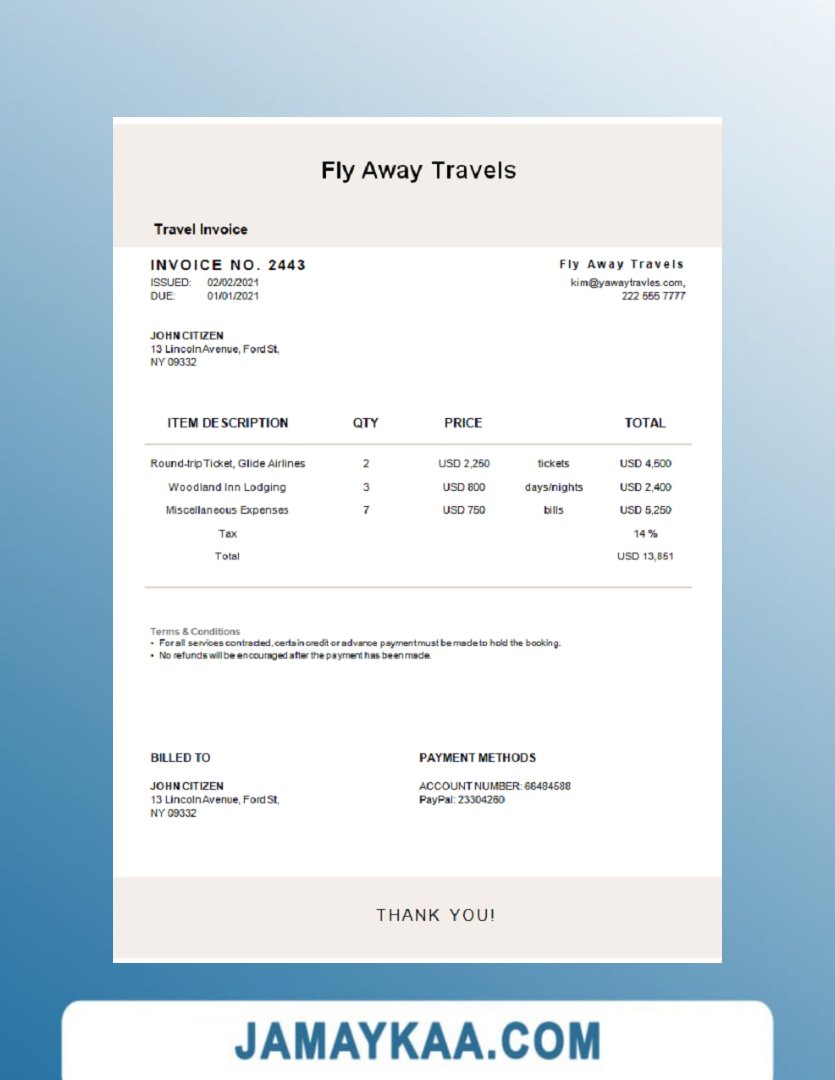 Fly Away Travels
Travel Invoice
INVOICE NO. 2443
ISSUED: 02/02/2021
DUE: 01/01/2021
Fly Away Travels
kim@yawaytravles.com,
222 555 7777
JOHN CITIZEN
13 Lincoln Avenue, Ford St,
NY 09332
ITEM DESCRIPTION QTY PRICE TOTAL
Round-trip Ticket, Glide Airlines 2 USD 2,250 tickets USD 4,500
Woodland Inn Lodging 3 USD 800 days/nights USD 2,400
Miscellaneous Expenses 7 USD 750 bills USD 5,250
Tax 14 %
Total USD 13,851
Terms & Conditions
• For all services contracted, certain credit or advance payment must be made to hold the booking.
• No refunds will be encouraged after the payment has been made.
BILLED TO
JOHN CITIZEN
13 Lincoln Avenue, Ford St,
NY 09332
PAYMENT METHODS
ACCOUNT NUMBER: 66484588
PayPal: 23304260
THANK YOU!
JAMAYKAA.COM